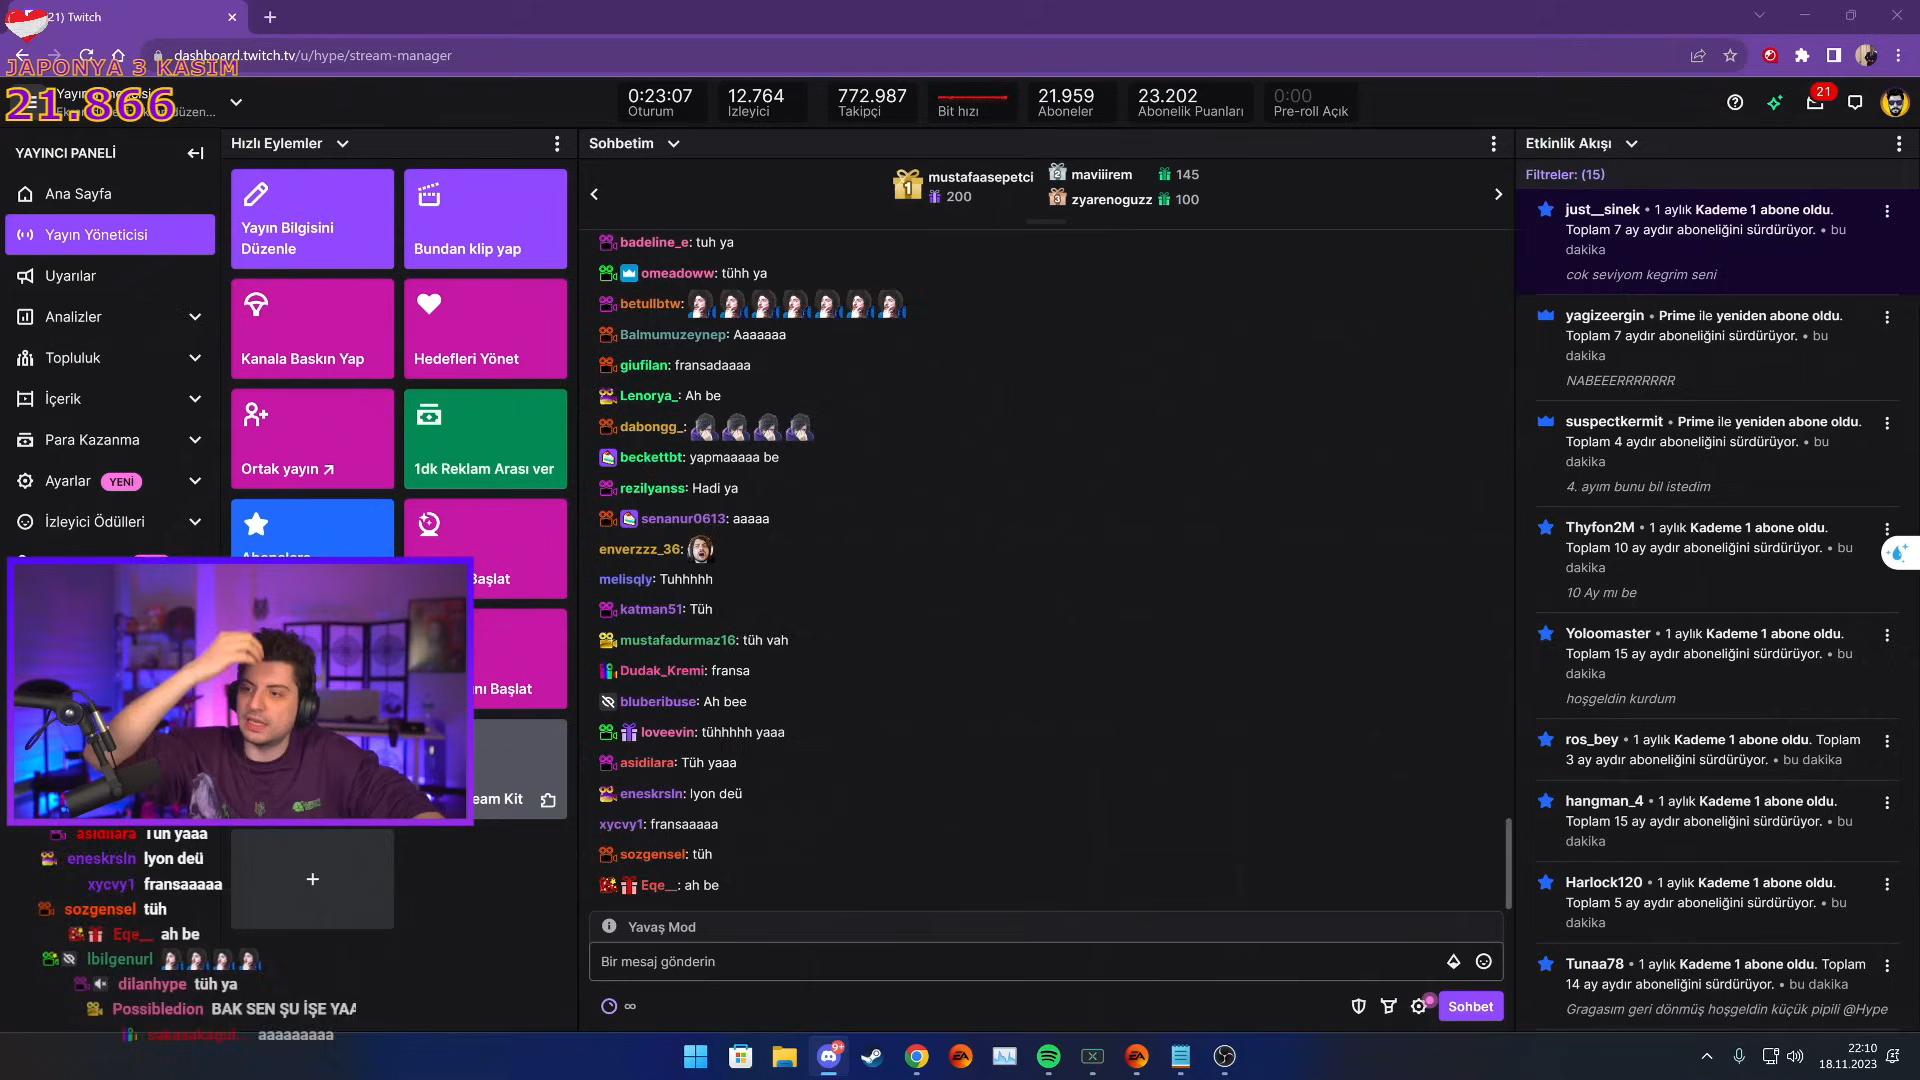 21) Twitch
dashboard.twitch.tv/u/hype/stream-manager
JAPONYA 3 KASIM
21.866
0:23:07
Oturum
12.764
İzleyici
772.987
Takipçi
Bit hızı
21.959
Aboneler
23.202
Abonelik Puanları
0:00
Pre-roll Açık
21
YAYINCI PANELİ
Ana Sayfa
Yayın Yöneticisi
Uyarılar
Analizler
Topluluk
İçerik
Para Kazanma
Ayarlar YENİ
İzleyici Ödülleri
Hızlı Eylemler
Yayın Bilgisini
Düzenle
Bundan klip yap
Kanala Baskın Yap
Hedefleri Yönet
Ortak yayın
1dk Reklam Arası ver
Başlat
nı Başlat
eam Kit
asidilara Tüh yaaa
eneskrsln lyon deü
xycvy1 fransaaaaa
sozgensel tüh
Eqe__ ah be
lbilgenurl
dilanhype tüh ya
Possibledion BAK SEN ŞU İŞE YAA
sakasakagul... aaaaaaaaa
Sohbetim
1 mustafaasepetci
200
2 maviiirem 145
3 zyarenoguzz 100
badeline_e: tuh ya
omeadoww: tühh ya
betullbtw:
Balmumuzeynep: Aaaaaaa
giufilan: fransadaaaa
Lenorya_: Ah be
dabongg_:
beckettbt: yapmaaaaa be
rezilyanss: Hadi ya
senanur0613: aaaaa
enverzzz_36:
melisqly: Tuhhhhh
katman51: Tüh
mustafadurmaz16: tüh vah
Dudak_Kremi: fransa
bluberibuse: Ah bee
loveevin: tühhhhh yaaa
asidilara: Tüh yaaa
eneskrsln: lyon deü
xycvy1: fransaaaaa
sozgensel: tüh
Eqe__: ah be
Yavaş Mod
Bir mesaj gönderin
∞
Sohbet
Etkinlik Akışı
Filtreler: (15)
just__sinek • 1 aylık Kademe 1 abone oldu.
Toplam 7 ay aydır aboneliğini sürdürüyor. • bu
dakika
cok seviyom kegrim seni
yagizeergin • Prime ile yeniden abone oldu.
Toplam 7 aydır aboneliğini sürdürüyor. • bu
dakika
NABEEERRRRRRR
suspectkermit • Prime ile yeniden abone oldu.
Toplam 4 aydır aboneliğini sürdürüyor. • bu
dakika
4. ayım bunu bil istedim
Thyfon2M • 1 aylık Kademe 1 abone oldu.
Toplam 10 ay aydır aboneliğini sürdürüyor. • bu
dakika
10 Ay mı be
Yoloomaster • 1 aylık Kademe 1 abone oldu.
Toplam 15 ay aydır aboneliğini sürdürüyor. • bu
dakika
hoşgeldin kurdum
ros_bey • 1 aylık Kademe 1 abone oldu. Toplam
3 ay aydır aboneliğini sürdürüyor. • bu dakika
hangman_4 • 1 aylık Kademe 1 abone oldu.
Toplam 15 ay aydır aboneliğini sürdürüyor. • bu
dakika
Harlock120 • 1 aylık Kademe 1 abone oldu.
Toplam 5 ay aydır aboneliğini sürdürüyor. • bu
dakika
Tunaa78 • 1 aylık Kademe 1 abone oldu. Toplam
14 ay aydır aboneliğini sürdürüyor. • bu dakika
Gragasım geri dönmüş hoşgeldin küçük pipili @Hype
9+
22:10
18.11.2023